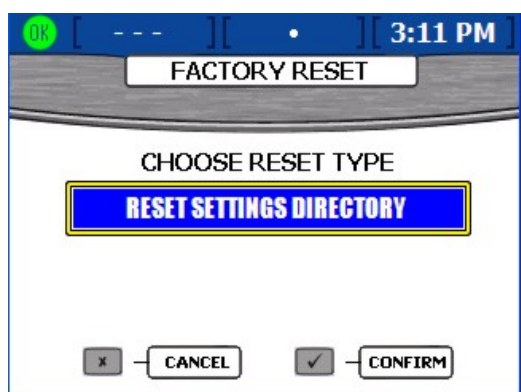 OK [ --- ][ • ][ 3:11 PM ]
FACTORY RESET
CHOOSE RESET TYPE
RESET SETTINGS DIRECTORY
x - CANCEL ✓ - CONFIRM